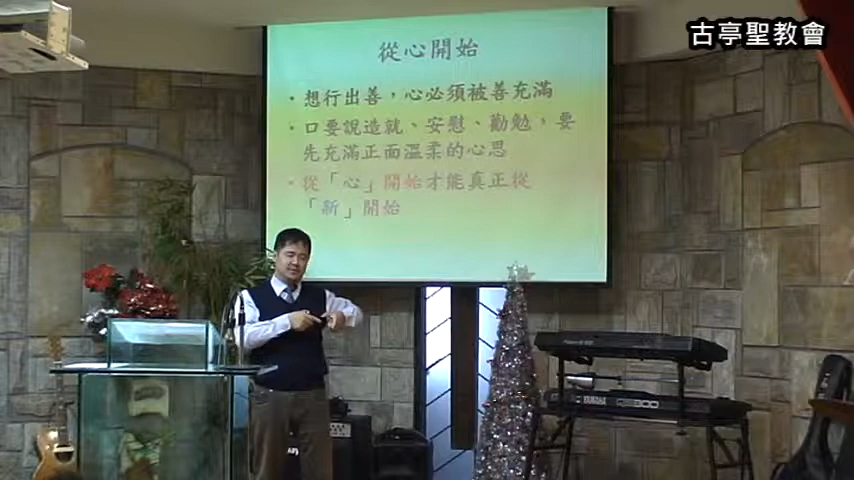 古亭聖教會
從心開始
・想行出善，心必須被善充滿
・口要說造就、安慰、勸勉，要
先充滿正面溫柔的心思
・從「心」開始才能真正從
「新」開始
YAMAHA